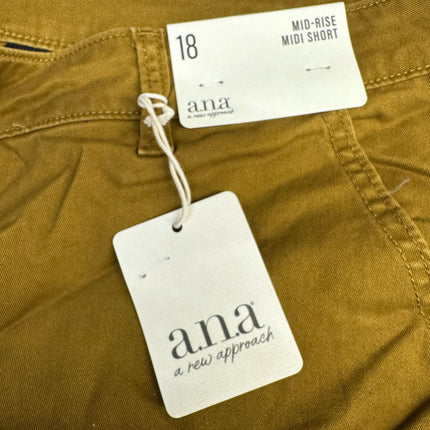 18
MID-RISE
MIDI SHORT
a.n.a®
a new approach
a.n.a®
a new approach